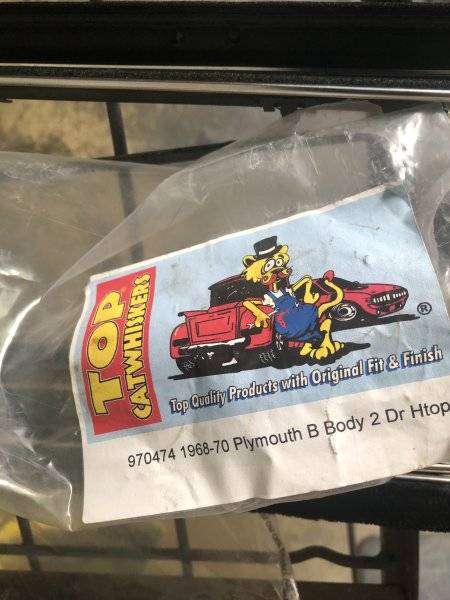 TOP
CATWHISKERS
®
Top Quality Products with Original Fit & Finish
970474 1968-70 Plymouth B Body 2 Dr Htop